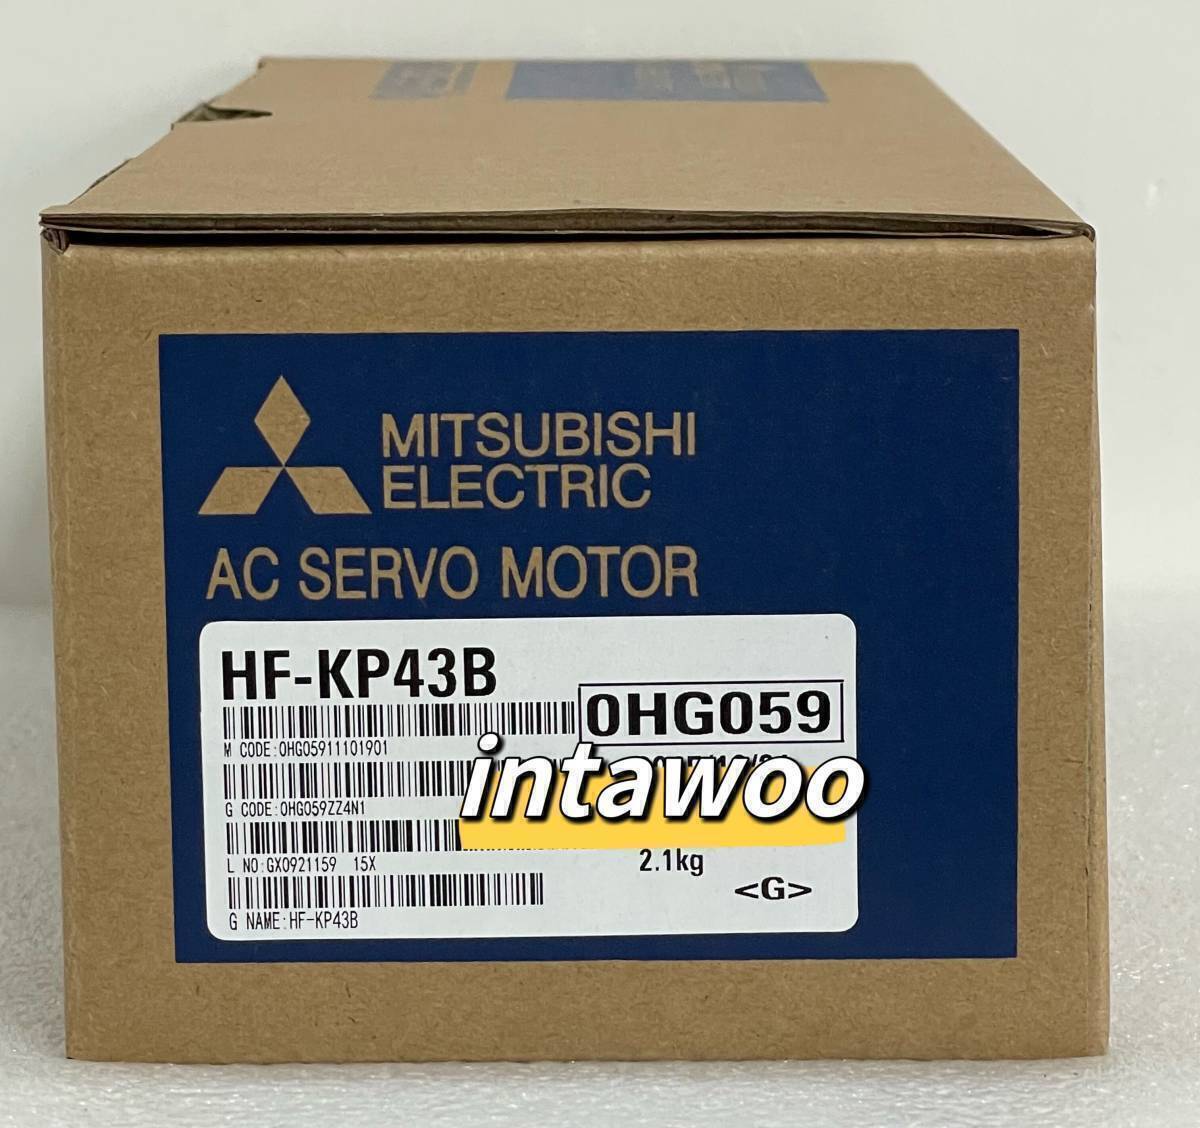 MITSUBISHI
ELECTRIC
AC SERVO MOTOR
HF-KP43B
0HG059
M CODE:0HG05911101901
intawoo
G CODE:0HG059ZZ4N1
L NO:GX0921159 15X
2.1kg
<G>
G NAME:HF-KP43B